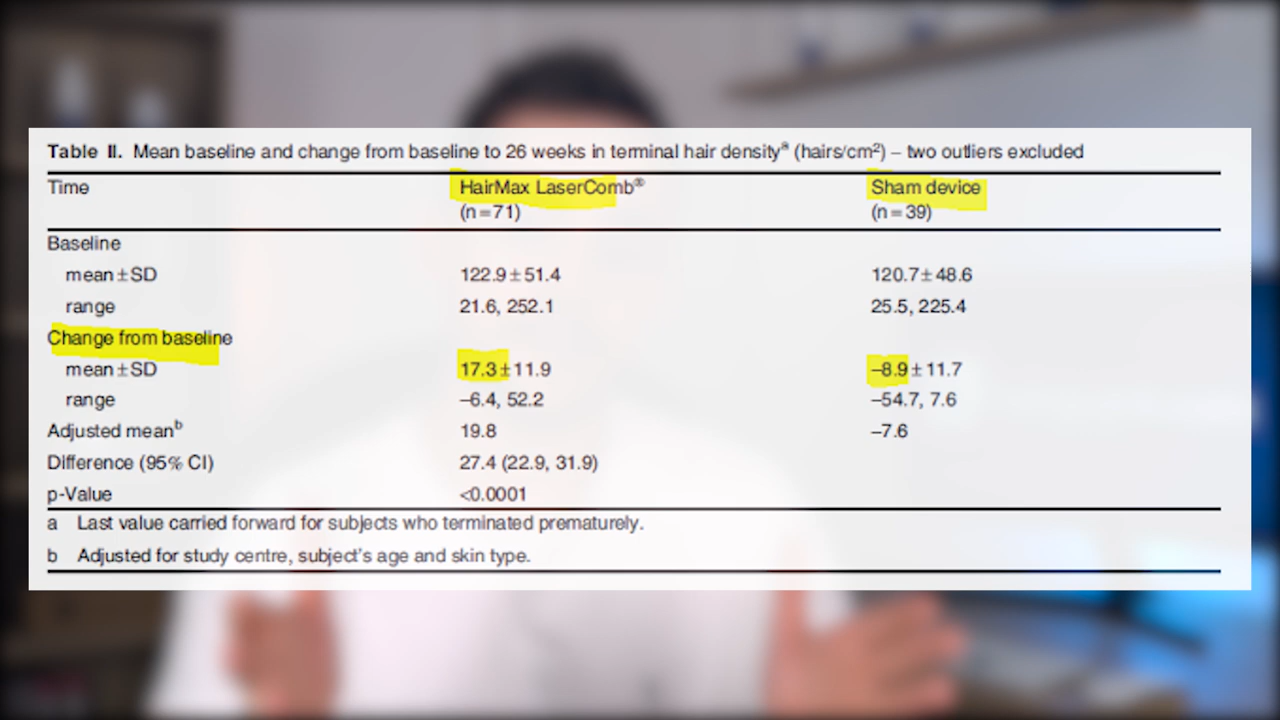 Table II. Mean baseline and change from baseline to 26 weeks in terminal hair densityᵃ (hairs/cm²) – two outliers excluded
Time HairMax LaserComb® Sham device
(n=71) (n=39)
Baseline
mean±SD 122.9±51.4 120.7±48.6
range 21.6, 252.1 25.5, 225.4
Change from baseline
mean±SD 17.3±11.9 –8.9±11.7
range –6.4, 52.2 –54.7, 7.6
Adjusted meanᵇ 19.8 –7.6
Difference (95% CI) 27.4 (22.9, 31.9)
p-Value <0.0001
a Last value carried forward for subjects who terminated prematurely.
b Adjusted for study centre, subject's age and skin type.